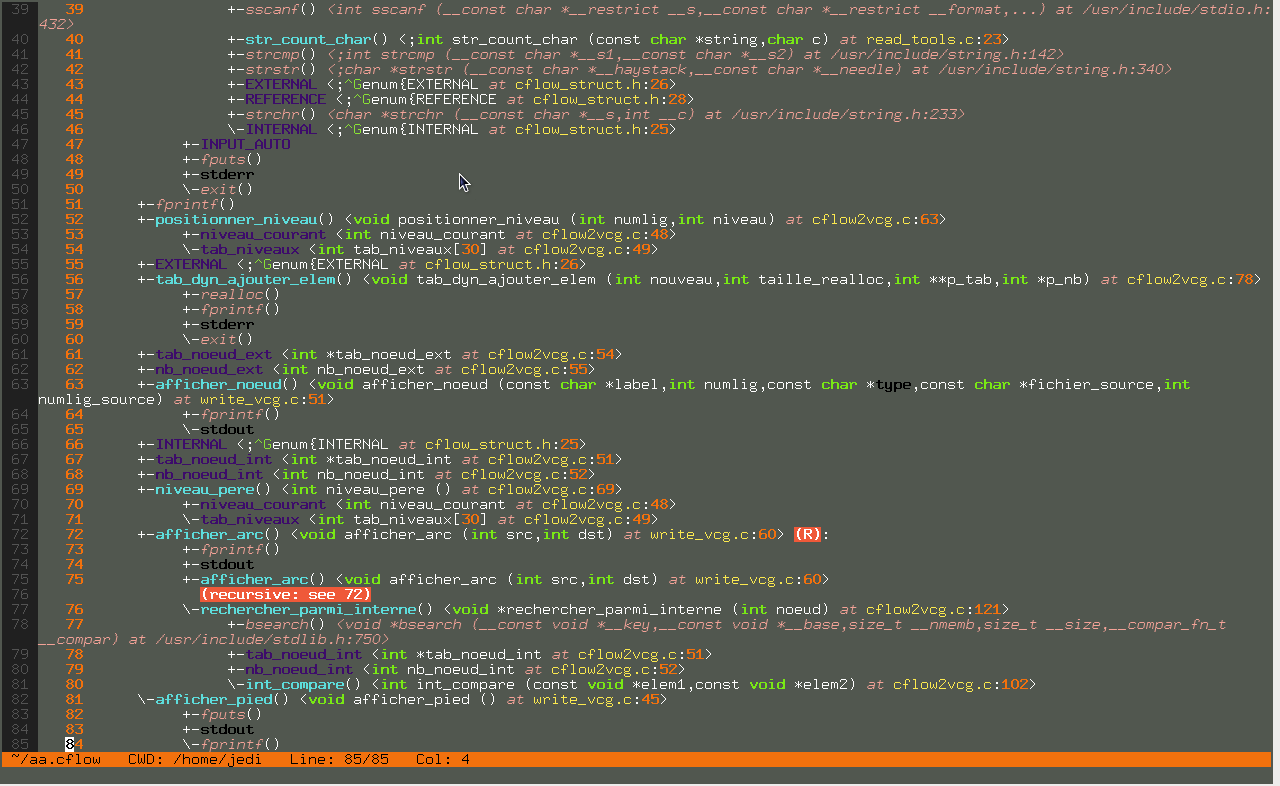 39    39                +-sscanf() <int sscanf (__const char *__restrict __s,__const char *__restrict __format,...) at /usr/include/stdio.h:
432>
40    40                +-str_count_char() <;int str_count_char (const char *string,char c) at read_tools.c:23>
41    41                +-strcmp() <;int strcmp (__const char *__s1,__const char *__s2) at /usr/include/string.h:142>
42    42                +-strstr() <;char *strstr (__const char *__haystack,__const char *__needle) at /usr/include/string.h:340>
43    43                +-EXTERNAL <;^Genum{EXTERNAL at cflow_struct.h:26>
44    44                +-REFERENCE <;^Genum{REFERENCE at cflow_struct.h:28>
45    45                +-strchr() <char *strchr (__const char *__s,int __c) at /usr/include/string.h:233>
46    46                \-INTERNAL <;^Genum{INTERNAL at cflow_struct.h:25>
47    47           +-INPUT_AUTO
48    48           +-fputs()
49    49           +-stderr
50    50           \-exit()
51    51      +-fprintf()
52    52      +-positionner_niveau() <void positionner_niveau (int numlig,int niveau) at cflow2vcg.c:63>
53    53           +-niveau_courant <int niveau_courant at cflow2vcg.c:48>
54    54           \-tab_niveaux <int tab_niveaux[30] at cflow2vcg.c:49>
55    55      +-EXTERNAL <;^Genum{EXTERNAL at cflow_struct.h:26>
56    56      +-tab_dyn_ajouter_elem() <void tab_dyn_ajouter_elem (int nouveau,int taille_realloc,int **p_tab,int *p_nb) at cflow2vcg.c:78>
57    57           +-realloc()
58    58           +-fprintf()
59    59           +-stderr
60    60           \-exit()
61    61      +-tab_noeud_ext <int *tab_noeud_ext at cflow2vcg.c:54>
62    62      +-nb_noeud_ext <int nb_noeud_ext at cflow2vcg.c:55>
63    63      +-afficher_noeud() <void afficher_noeud (const char *label,int numlig,const char *type,const char *fichier_source,int
numlig_source) at write_vcg.c:51>
64    64           +-fprintf()
65    65           \-stdout
66    66      +-INTERNAL <;^Genum{INTERNAL at cflow_struct.h:25>
67    67      +-tab_noeud_int <int *tab_noeud_int at cflow2vcg.c:51>
68    68      +-nb_noeud_int <int nb_noeud_int at cflow2vcg.c:52>
69    69      +-niveau_pere() <int niveau_pere () at cflow2vcg.c:69>
70    70           +-niveau_courant <int niveau_courant at cflow2vcg.c:48>
71    71           \-tab_niveaux <int tab_niveaux[30] at cflow2vcg.c:49>
72    72      +-afficher_arc() <void afficher_arc (int src,int dst) at write_vcg.c:60> (R):
73    73           +-fprintf()
74    74           +-stdout
75    75           +-afficher_arc() <void afficher_arc (int src,int dst) at write_vcg.c:60>
76                   (recursive: see 72)
77    76           \-rechercher_parmi_interne() <void *rechercher_parmi_interne (int noeud) at cflow2vcg.c:121>
78    77                +-bsearch() <void *bsearch (__const void *__key,__const void *__base,size_t __nmemb,size_t __size,__compar_fn_t
__compar) at /usr/include/stdlib.h:750>
79    78                +-tab_noeud_int <int *tab_noeud_int at cflow2vcg.c:51>
80    79                +-nb_noeud_int <int nb_noeud_int at cflow2vcg.c:52>
81    80                \-int_compare() <int int_compare (const void *elem1,const void *elem2) at cflow2vcg.c:102>
82    81      \-afficher_pied() <void afficher_pied () at write_vcg.c:45>
83    82           +-fputs()
84    83           +-stdout
85    84           \-fprintf()
~/aa.cflow   CWD: /home/jedi   Line: 85/85   Col: 4